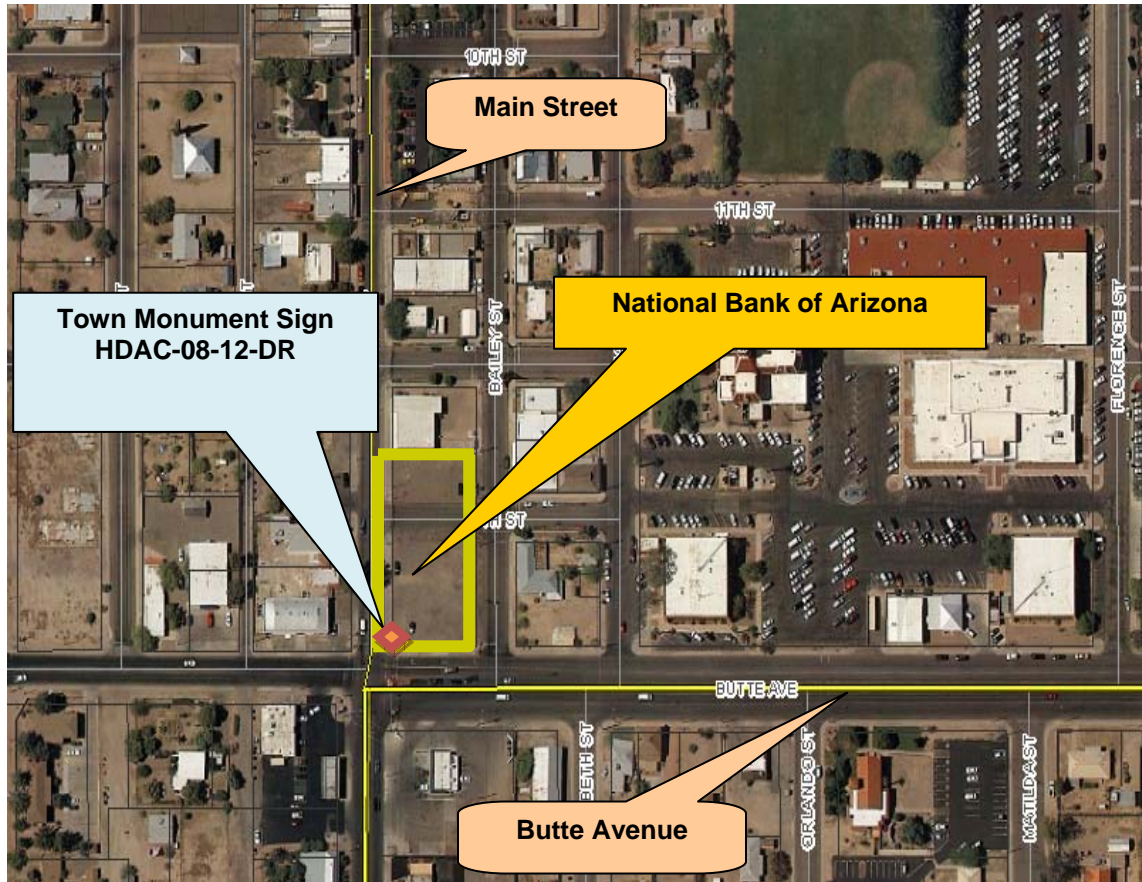 10TH ST
Main Street
11TH ST
National Bank of Arizona
Town Monument Sign
HDAC-08-12-DR
BAILEY ST
FLORENCE ST
H ST
BUTTE AVE
BETH ST
ORLANDO ST
MATILDA ST
Butte Avenue